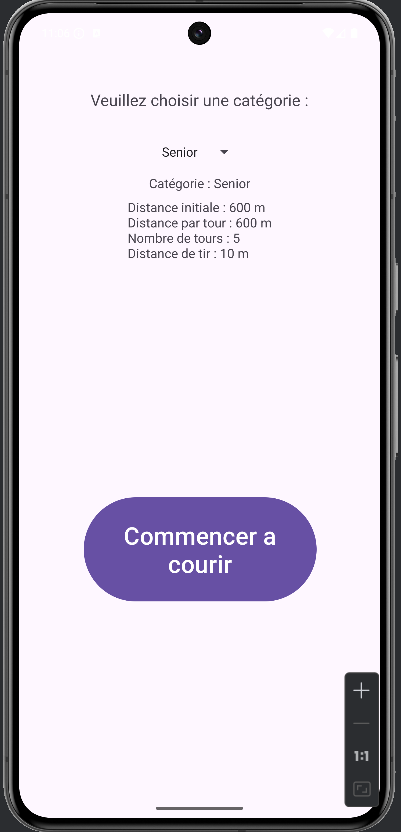 Veuillez choisir une catégorie :
Senior
Catégorie : Senior
Distance initiale : 600 m
Distance par tour : 600 m
Nombre de tours : 5
Distance de tir : 10 m
Commencer a
courir
1:1